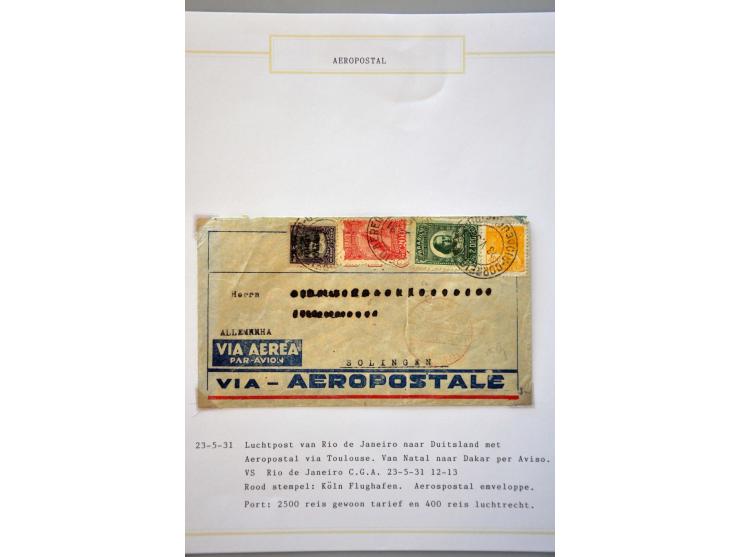 AEROPOSTAL
Herrn
ALLEMANHA
VIA AEREA
PAR-AVION
SOLINGEN
VIA - AEROPOSTALE
23-5-31 Luchtpost van Rio de Janeiro naar Duitsland met
Aeropostal via Toulouse. Van Natal naar Dakar per Aviso.
VS Rio de Janeiro C.G.A. 23-5-31 12-13
Rood stempel: Köln Flughafen. Aerospostal emveloppe.
Port: 2500 reis gewoon tarief en 400 reis luchtrecht.